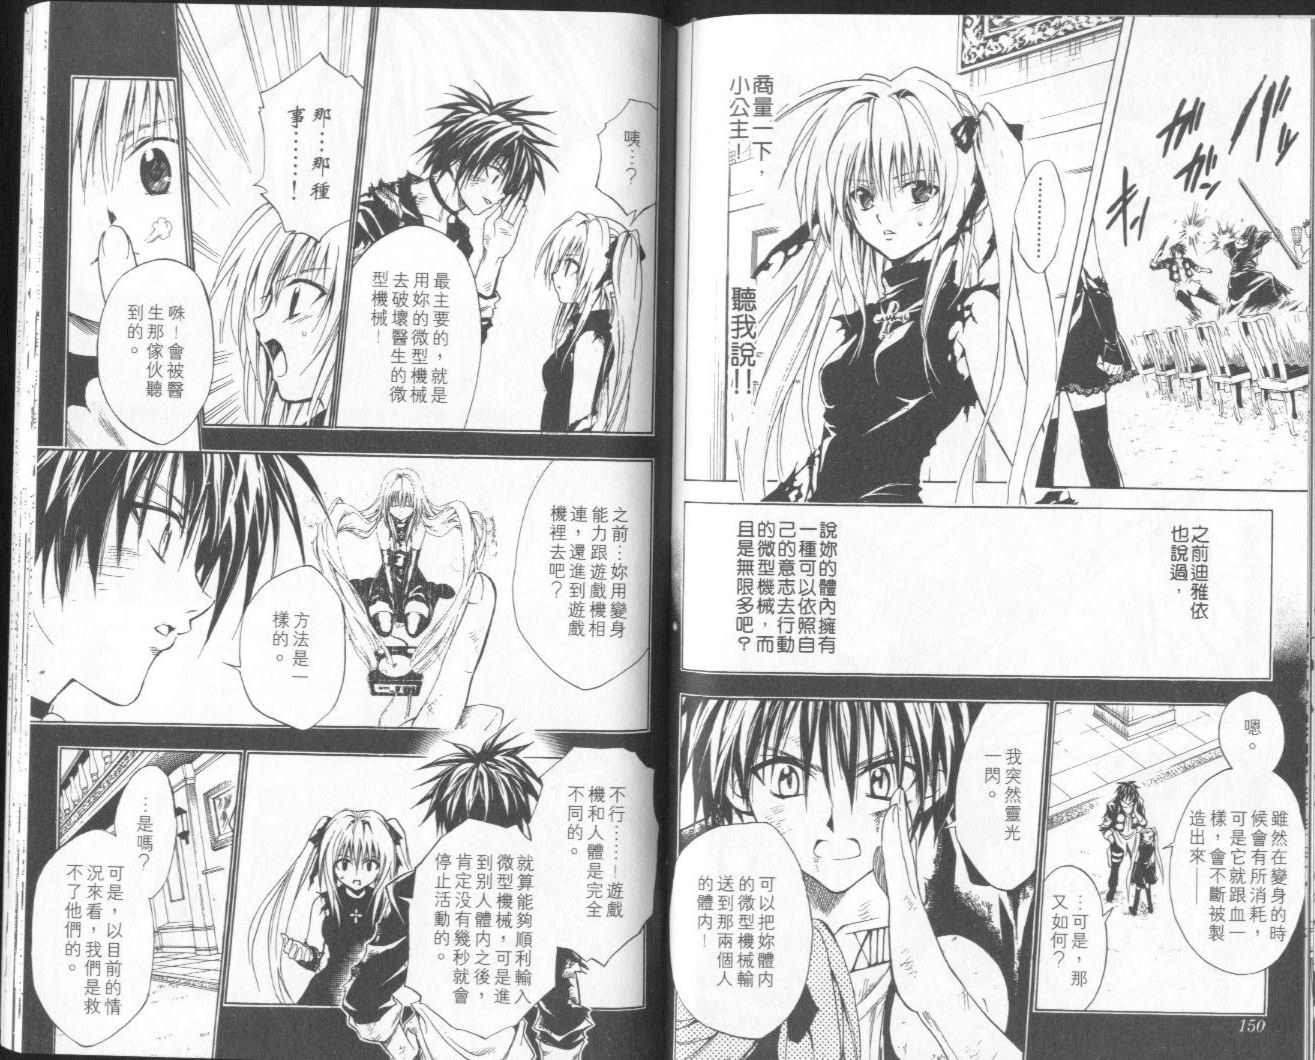 ガッ
ガン
バッ
キン
…………
商量一下，
小公主！
聽我說！！
之前迪雅依
也說過，
說妳的體內擁有
一種可以依照自
己的意志去行動
的微型機械，而
且是無限多吧？
嗯。
雖然在變身的時
候會有所消耗，
可是它就跟血一
樣，會不斷被製
造出來——
…可是，那
又如何？
我突然靈光
一閃。
可以把妳體內
的微型機械輸
送到那兩個人
的體內！
150
咦…？
最主要的，就是
用妳的微型機械
去破壞醫生的微
型機械！
那…那種
事………！
咻！會被醫
生那傢伙聽
到的。
之前…妳用變身
能力跟遊戲機相
連，還進到遊戲
機裡去吧？
方法是一
樣的。
不行……！遊戲
機和人體是完全
不同的。
就算能夠順利輸入
微型機械，可是進
到別人體內之後，
肯定沒有幾秒就會
停止活動的。
…是嗎？
可是，以目前的情
況來看，我們是救
不了他們的。